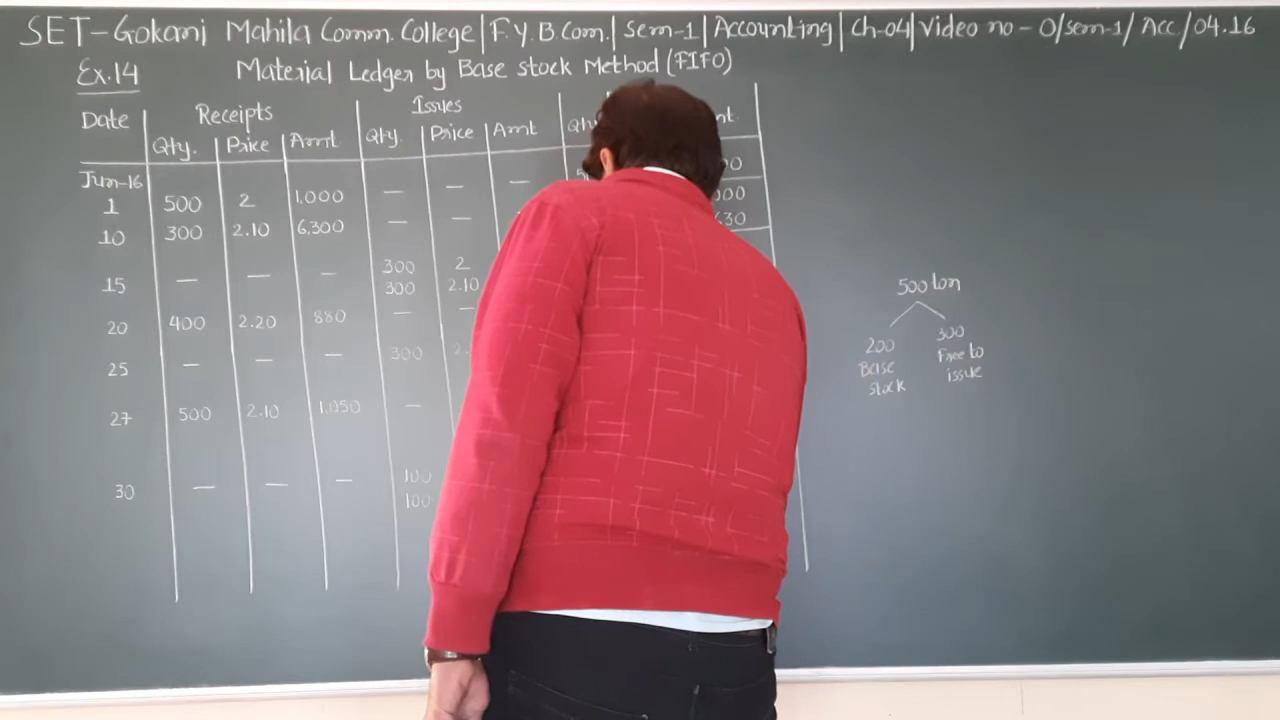 SET-Gokani Mahila Comm. College | F.Y.B Com. | Sem-1 | Accounting | Ch-04 | Video no - 0/sem-1/ Acc./04.16
Ex.14 Material Ledger by Base stock Method (FIFO)
Date Receipts Issues
Qty. Price Amnt. Qty. Price Amt
Jun-16
1 500 2 1,000 — — —
10 300 2.10 6,300 — —
15 — — — 300 2
300 2.10
20 400 2.20 880 — —
25 — — — 300
27 500 2.10 1,050 —
30 — — — 100
100
500 ton
200 300
Base Free to
stock issue